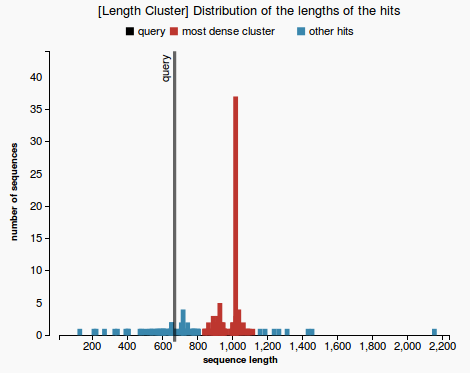 [Length Cluster] Distribution of the lengths of the hits
query most dense cluster other hits
query
number of sequences
40
35
30
25
20
15
10
5
0
200 400 600 800 1,000 1,200 1,400 1,600 1,800 2,000 2,200
sequence length